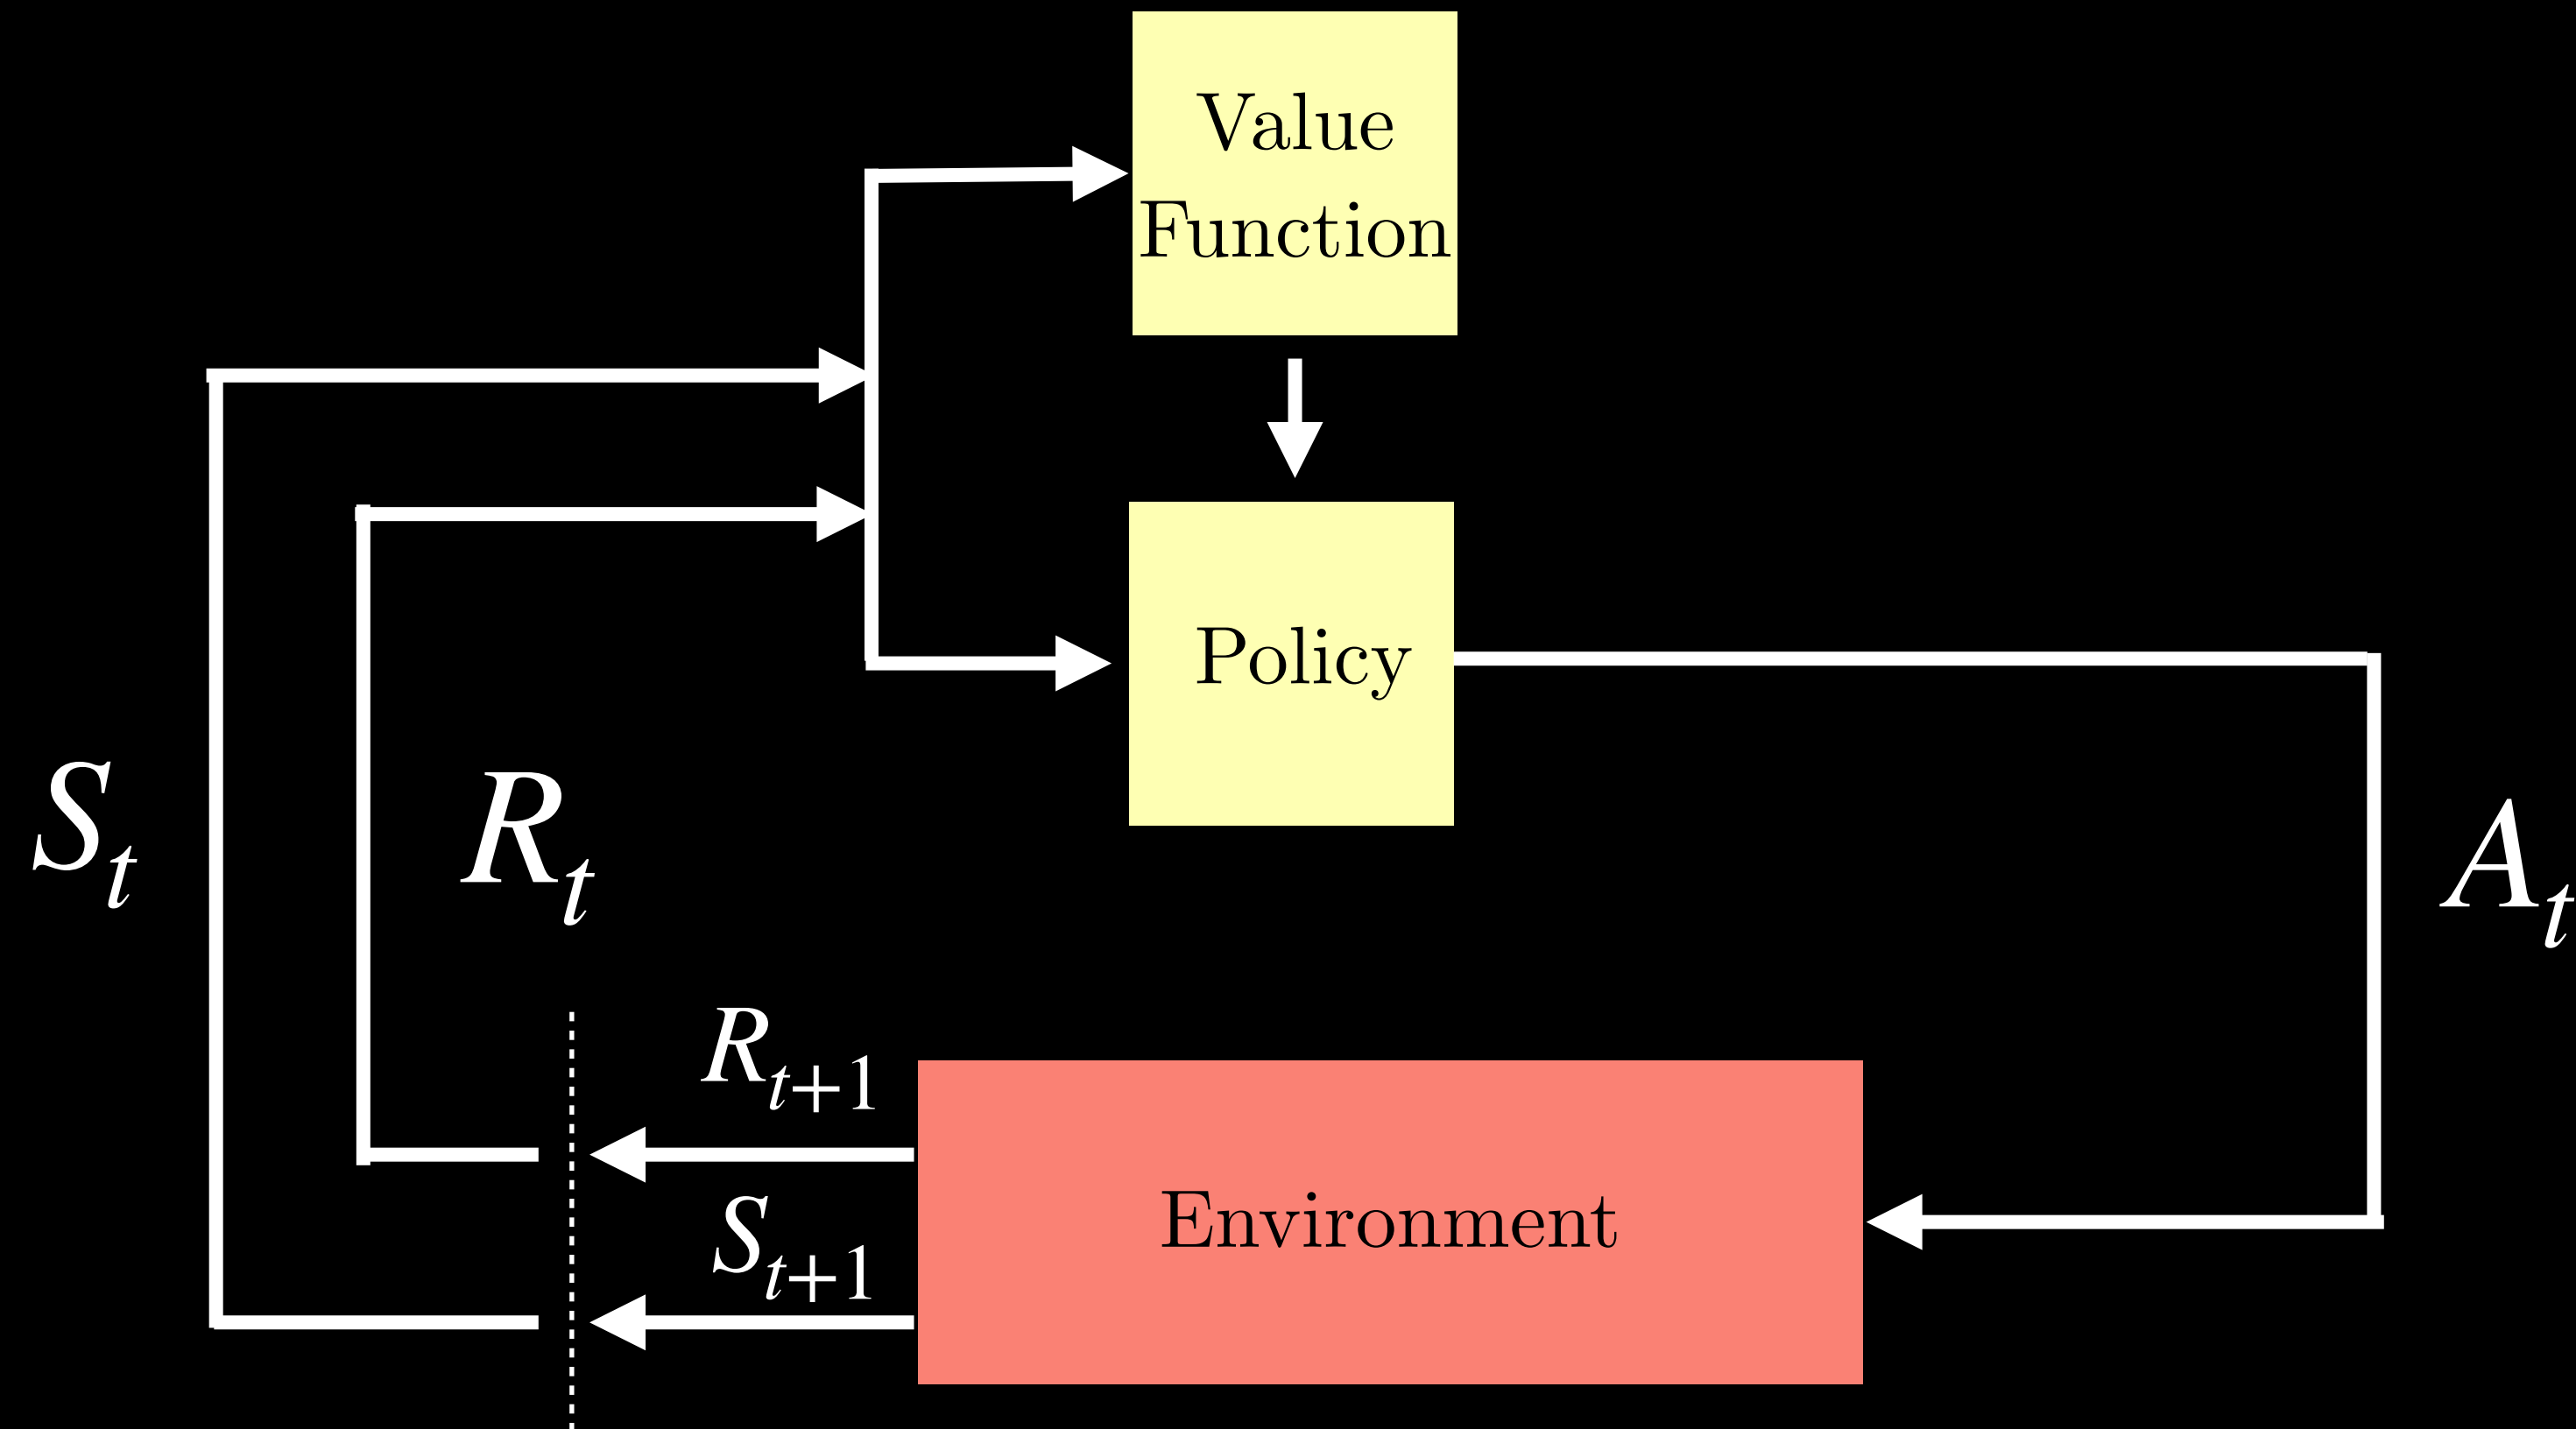 Value
Function
Policy
S_t
R_t
A_t
R_{t+1}
S_{t+1}
Environment